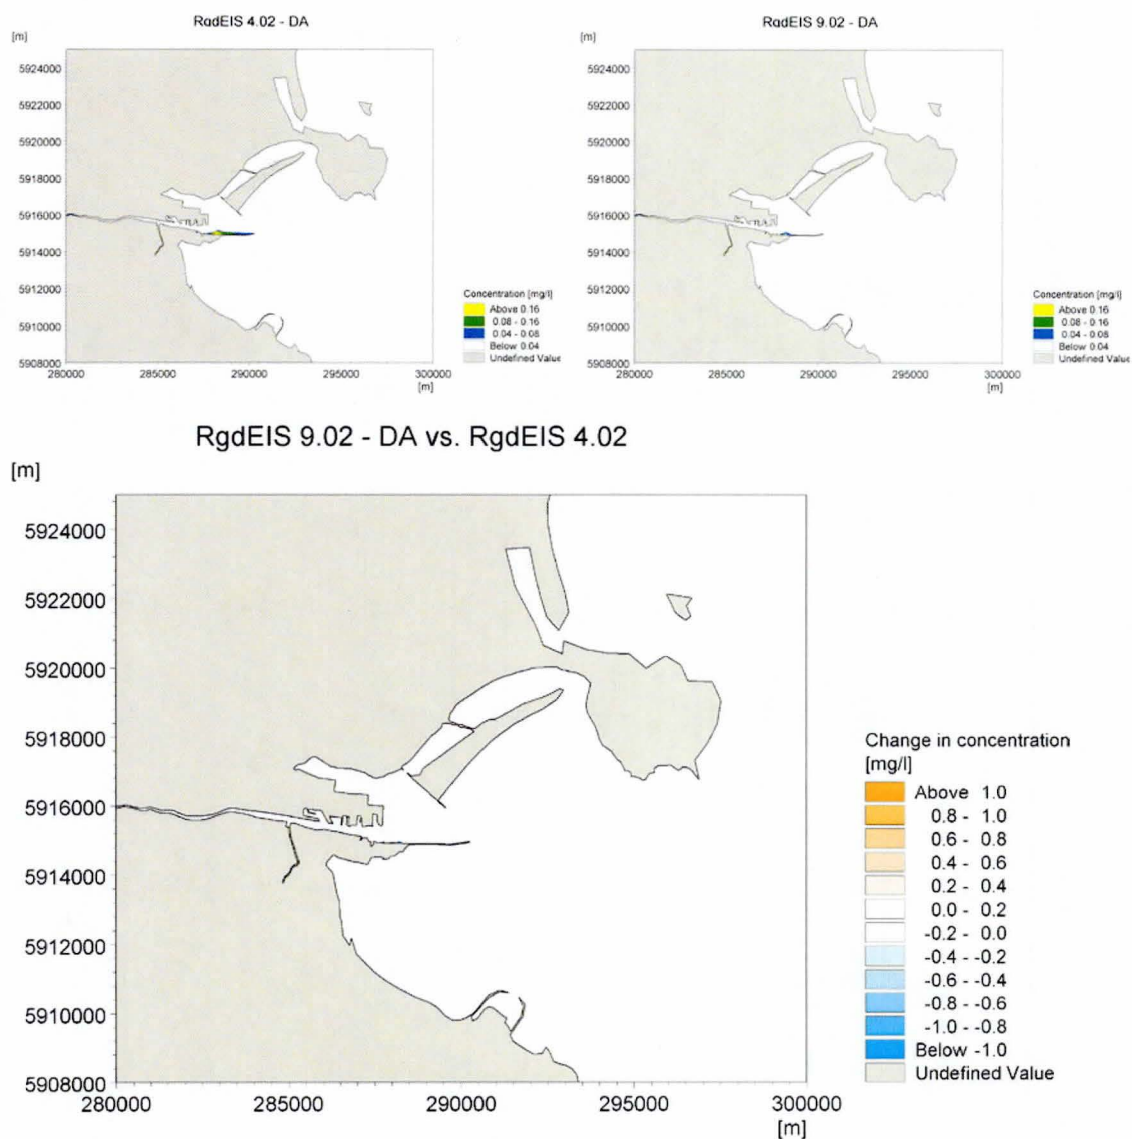 RgdEIS 4.02 - DA
[m]
5924000
5922000
5920000
5918000
5916000
5914000
5912000
5910000
5908000
280000 285000 290000 295000 300000
[m]
Concentration [mg/l]
Above 0.16
0.08 - 0.16
0.04 - 0.08
Below 0.04
Undefined Value
RgdEIS 9.02 - DA
[m]
5924000
5922000
5920000
5918000
5916000
5914000
5912000
5910000
5908000
280000 285000 290000 295000 300000
[m]
Concentration [mg/l]
Above 0.16
0.08 - 0.16
0.04 - 0.08
Below 0.04
Undefined Value
RgdEIS 9.02 - DA vs. RgdEIS 4.02
[m]
5924000
5922000
5920000
5918000
5916000
5914000
5912000
5910000
5908000
280000 285000 290000 295000 300000
[m]
Change in concentration
[mg/l]
Above 1.0
0.8 - 1.0
0.6 - 0.8
0.4 - 0.6
0.2 - 0.4
0.0 - 0.2
-0.2 - 0.0
-0.4 - -0.2
-0.6 - -0.4
-0.8 - -0.6
-1.0 - -0.8
Below -1.0
Undefined Value